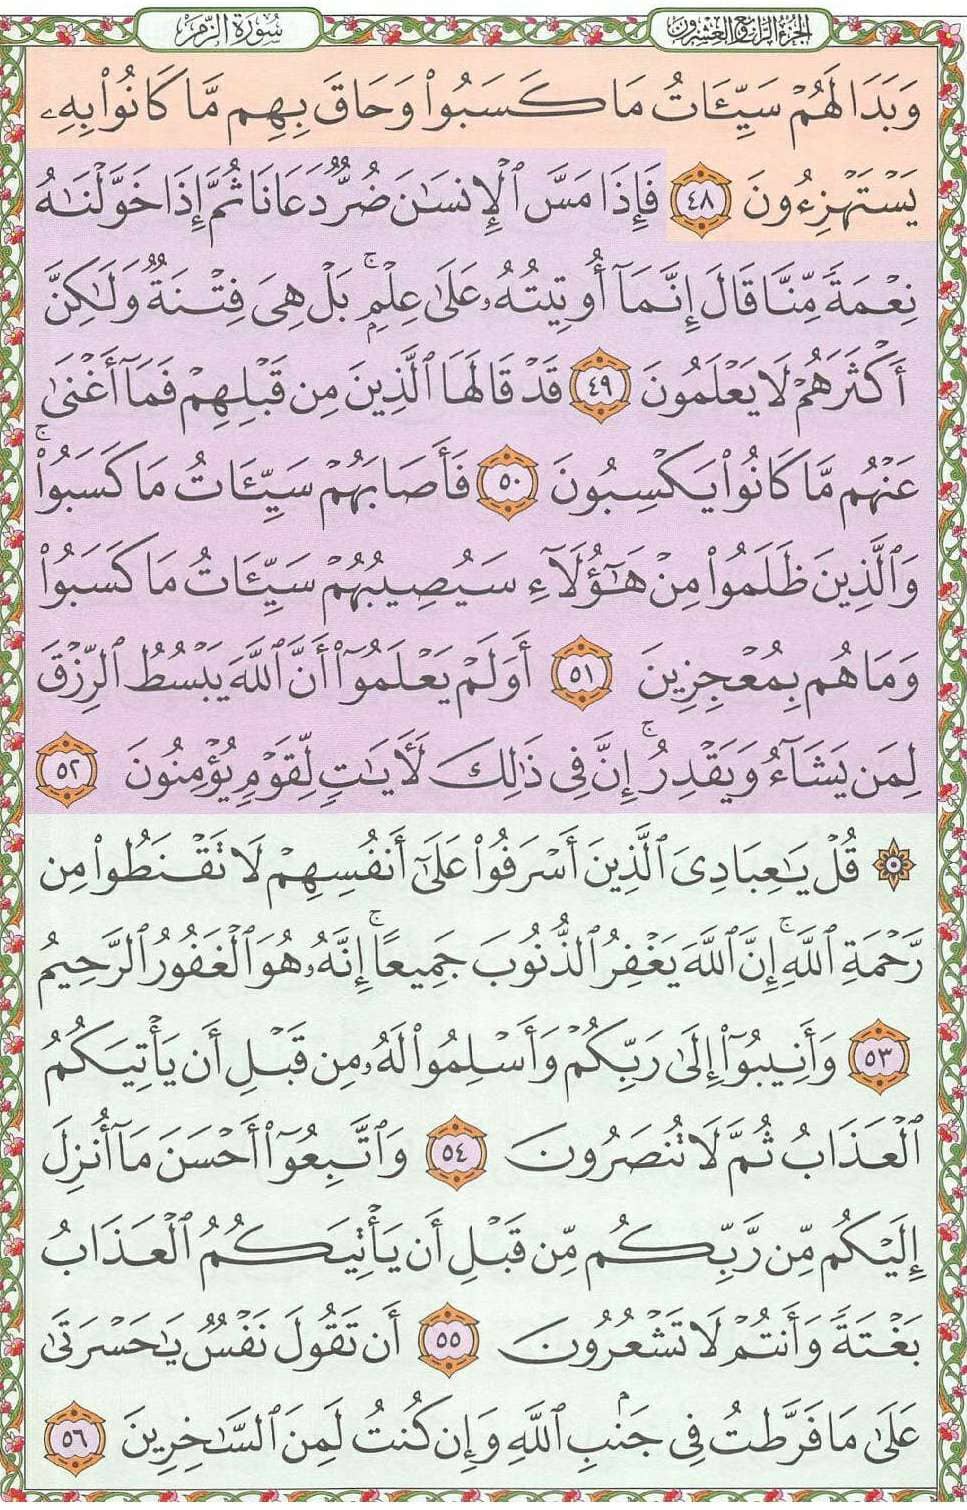 الجزء الرابع والعشرون
سُورَةُ الزُّمَر
وَبَدَا لَهُمْ سَيِّـَٔاتُ مَا كَسَبُوا۟ وَحَاقَ بِهِم مَّا كَانُوا۟ بِهِۦ
يَسْتَهْزِءُونَ ٤٨ فَإِذَا مَسَّ ٱلْإِنسَٰنَ ضُرٌّ دَعَانَا ثُمَّ إِذَا خَوَّلْنَٰهُ
نِعْمَةً مِّنَّا قَالَ إِنَّمَآ أُوتِيتُهُۥ عَلَىٰ عِلْمٍۭ ۚ بَلْ هِىَ فِتْنَةٌ وَلَٰكِنَّ
أَكْثَرَهُمْ لَا يَعْلَمُونَ ٤٩ قَدْ قَالَهَا ٱلَّذِينَ مِن قَبْلِهِمْ فَمَآ أَغْنَىٰ
عَنْهُم مَّا كَانُوا۟ يَكْسِبُونَ ٥٠ فَأَصَابَهُمْ سَيِّـَٔاتُ مَا كَسَبُوا۟ ۚ
وَٱلَّذِينَ ظَلَمُوا۟ مِنْ هَٰٓؤُلَآءِ سَيُصِيبُهُمْ سَيِّـَٔاتُ مَا كَسَبُوا۟
وَمَا هُم بِمُعْجِزِينَ ٥١ أَوَلَمْ يَعْلَمُوٓا۟ أَنَّ ٱللَّهَ يَبْسُطُ ٱلرِّزْقَ
لِمَن يَشَآءُ وَيَقْدِرُ ۚ إِنَّ فِى ذَٰلِكَ لَءَايَٰتٍ لِّقَوْمٍ يُؤْمِنُونَ ٥٢
۞ قُلْ يَٰعِبَادِىَ ٱلَّذِينَ أَسْرَفُوا۟ عَلَىٰٓ أَنفُسِهِمْ لَا تَقْنَطُوا۟ مِن
رَّحْمَةِ ٱللَّهِ ۚ إِنَّ ٱللَّهَ يَغْفِرُ ٱلذُّنُوبَ جَمِيعًا ۚ إِنَّهُۥ هُوَ ٱلْغَفُورُ ٱلرَّحِيمُ
٥٣ وَأَنِيبُوٓا۟ إِلَىٰ رَبِّكُمْ وَأَسْلِمُوا۟ لَهُۥ مِن قَبْلِ أَن يَأْتِيَكُمُ
ٱلْعَذَابُ ثُمَّ لَا تُنصَرُونَ ٥٤ وَٱتَّبِعُوٓا۟ أَحْسَنَ مَآ أُنزِلَ
إِلَيْكُم مِّن رَّبِّكُم مِّن قَبْلِ أَن يَأْتِيَكُمُ ٱلْعَذَابُ
بَغْتَةً وَأَنتُمْ لَا تَشْعُرُونَ ٥٥ أَن تَقُولَ نَفْسٌ يَٰحَسْرَتَىٰ
عَلَىٰ مَا فَرَّطتُ فِى جَنۢبِ ٱللَّهِ وَإِن كُنتُ لَمِنَ ٱلسَّٰخِرِينَ ٥٦